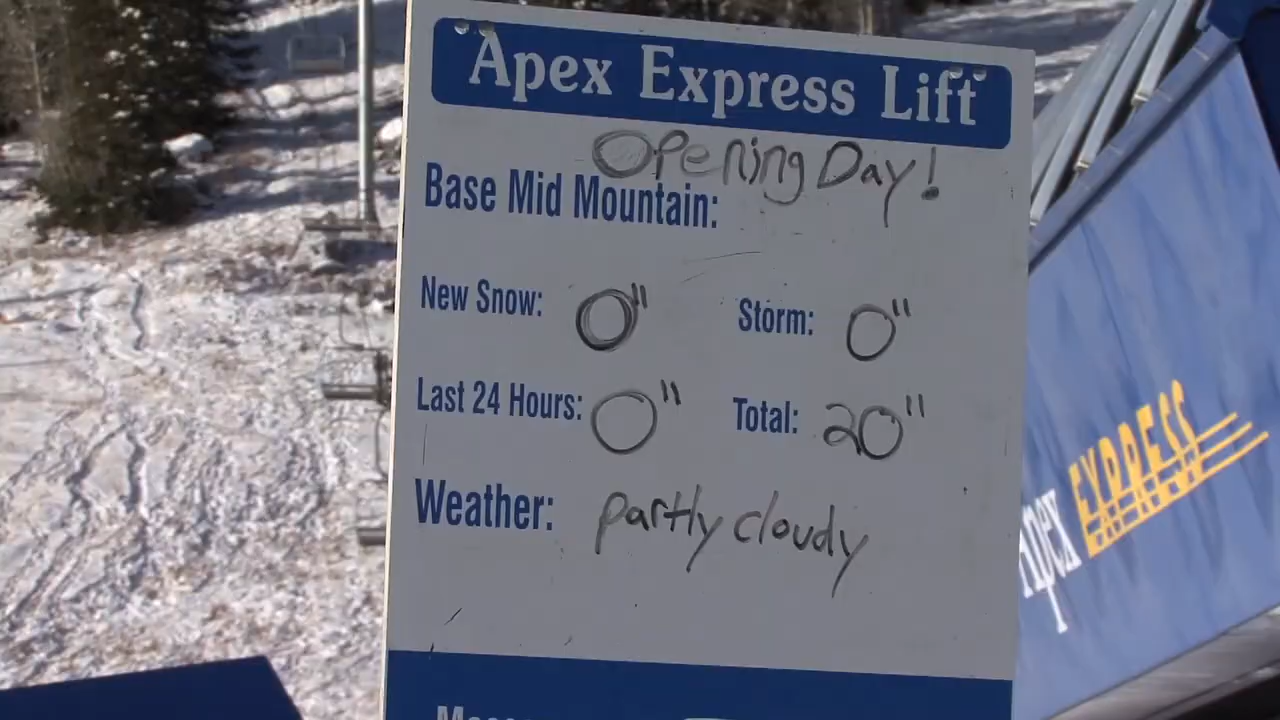 Apex Express Lift
Opening Day!
Base Mid Mountain:
New Snow: 0" Storm: 0"
Last 24 Hours: 0" Total: 20"
Weather: partly cloudy
Apex EXPRESS